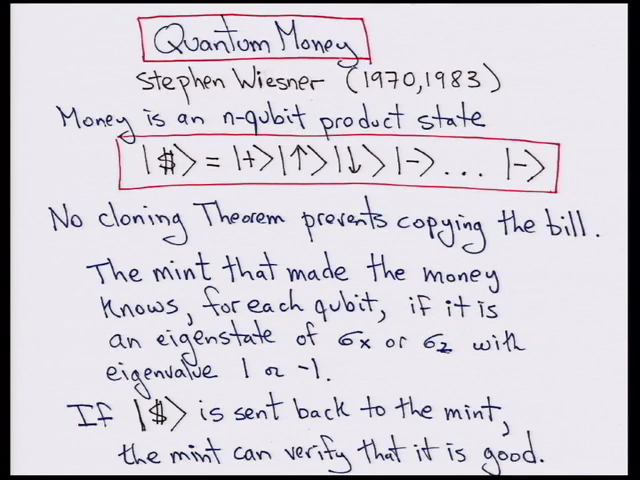 Quantum Money
Stephen Wiesner (1970,1983)
Money is an n-qubit product state
|$⟩ = |+⟩|↑⟩|↓⟩|-⟩ ... |-⟩
No cloning Theorem prevents copying the bill.
The mint that made the money
knows, for each qubit, if it is
an eigenstate of σx or σz with
eigenvalue 1 or -1.
If |$⟩ is sent back to the mint,
the mint can verify that it is good.